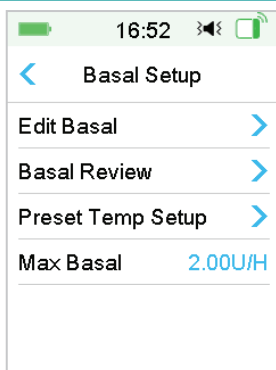 16:52
Basal Setup
Edit Basal
Basal Review
Preset Temp Setup
Max Basal 2.00U/H